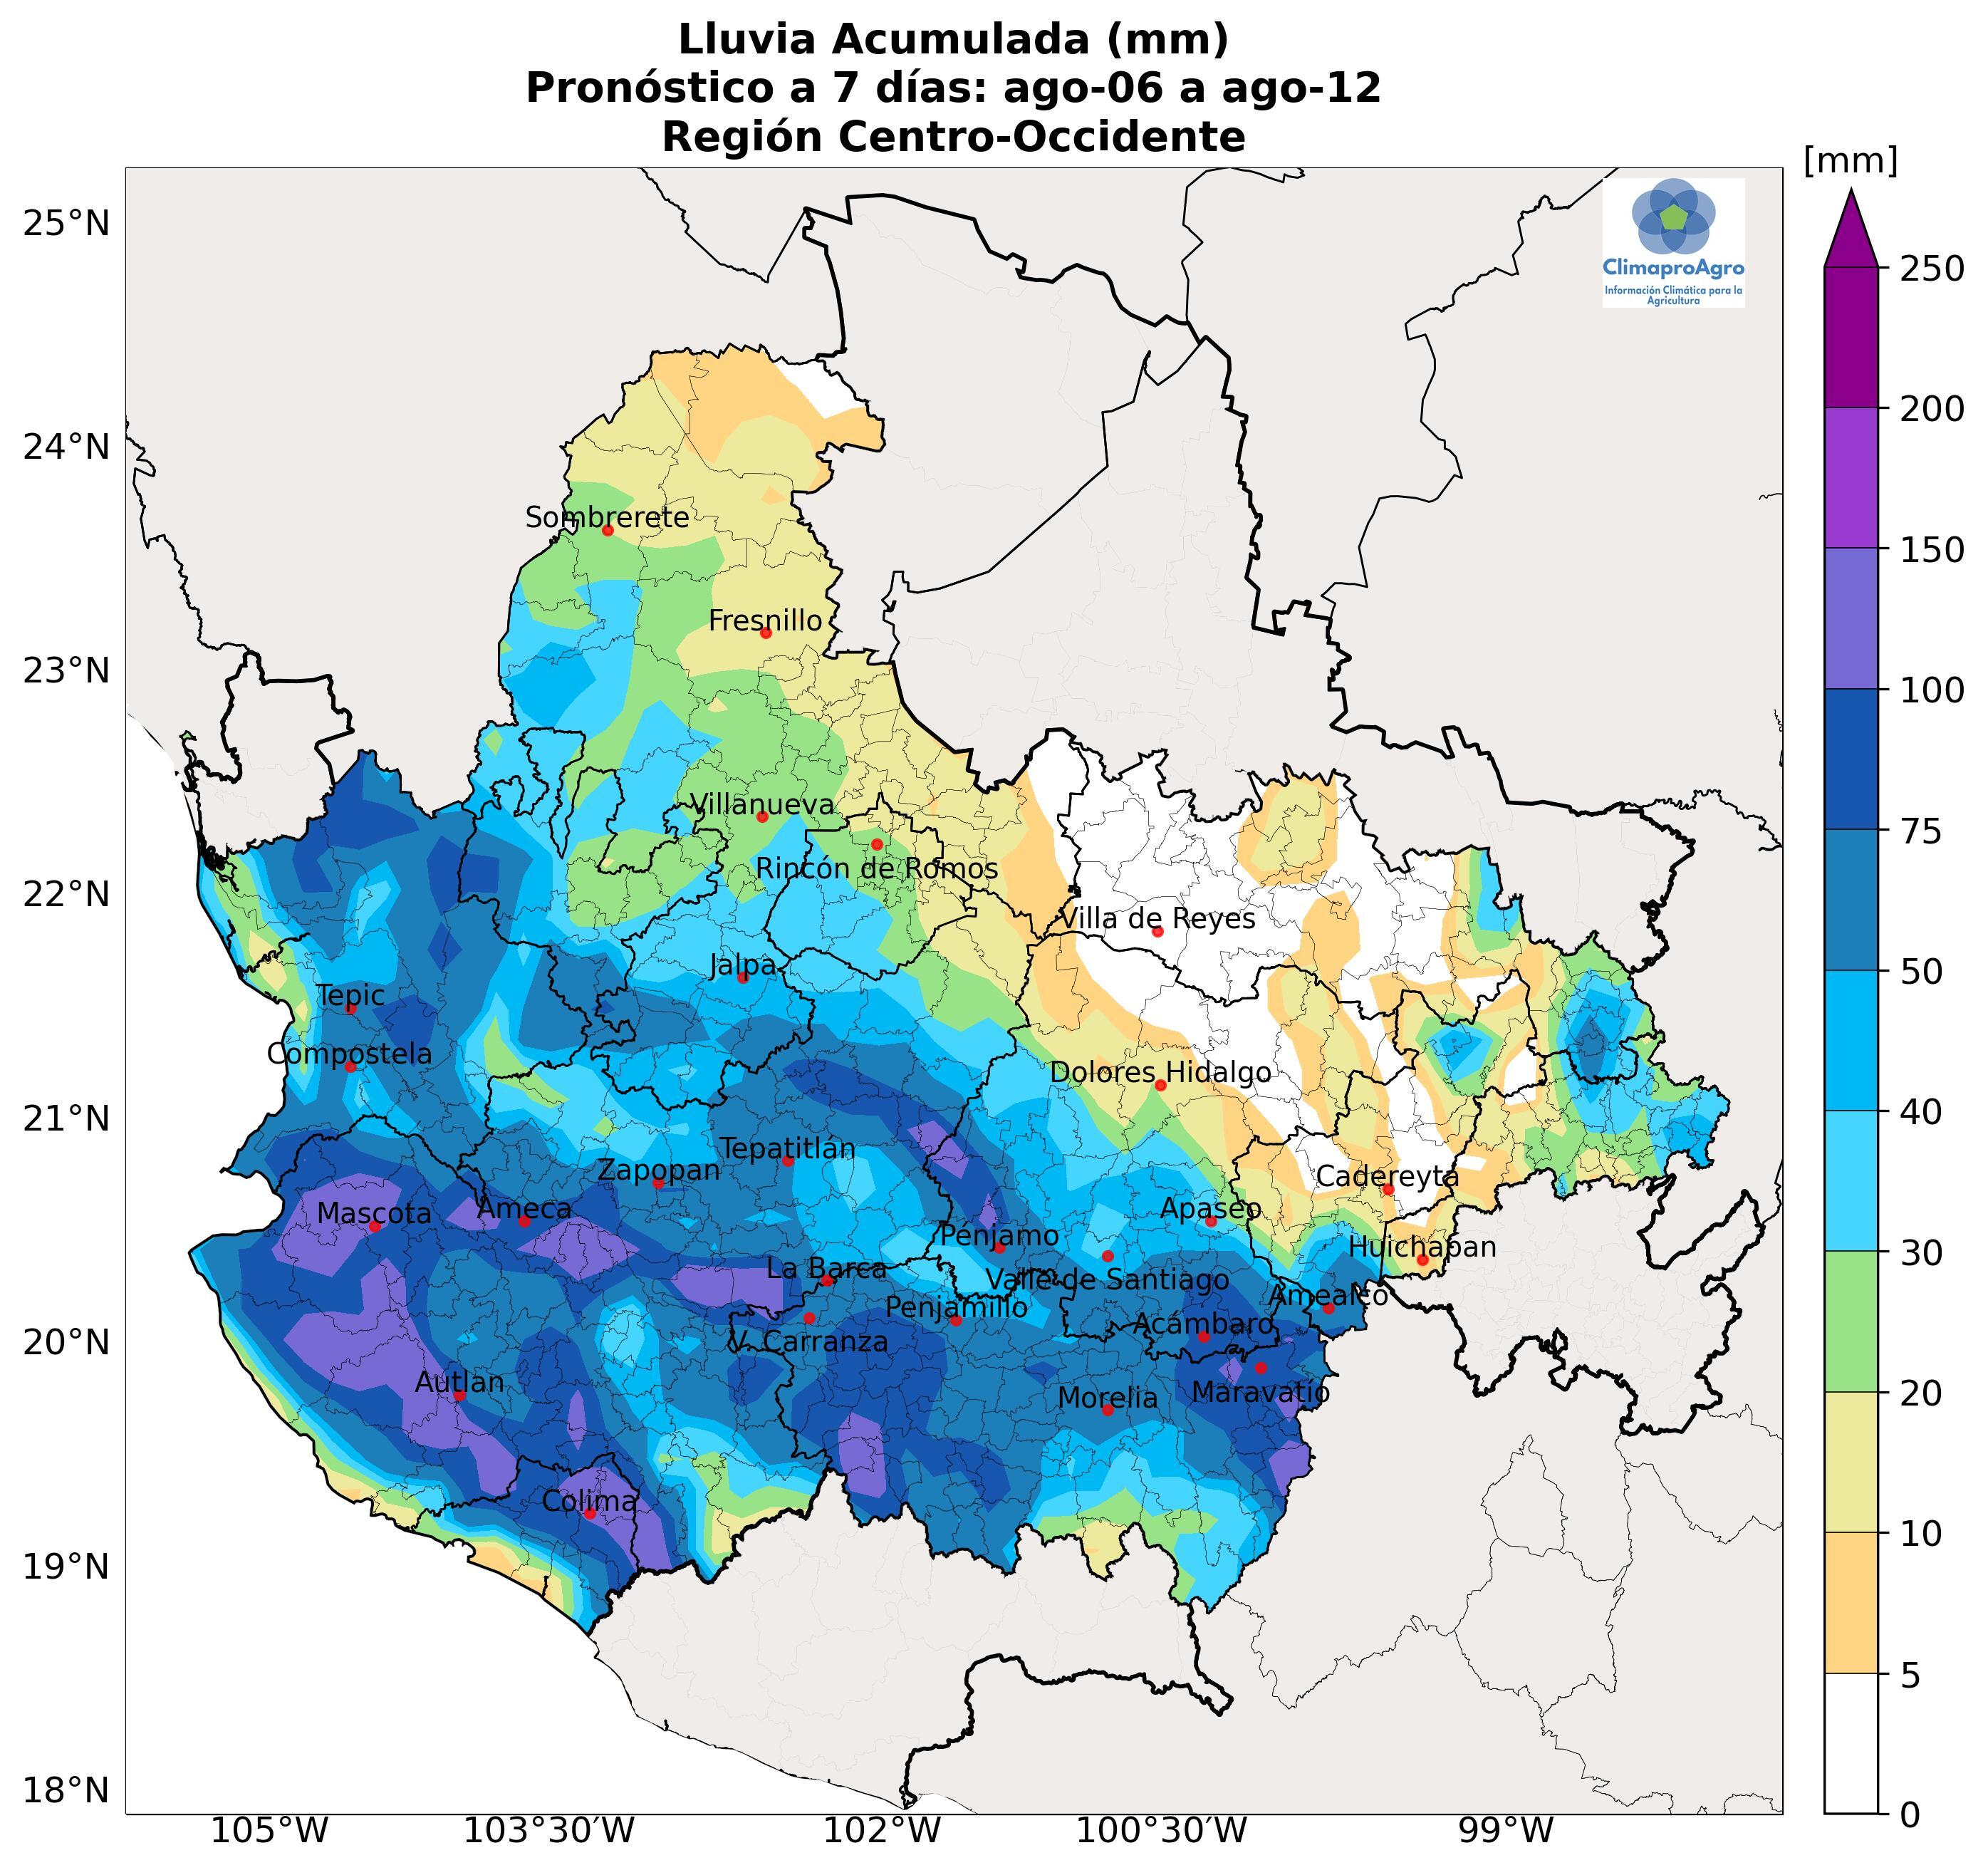 Lluvia Acumulada (mm)
Pronóstico a 7 días: ago-06 a ago-12
Región Centro-Occidente
[mm]
25°N
24°N
23°N
22°N
21°N
20°N
19°N
18°N
ClimaproAgro
Información Climática para la
Agricultura
250
200
150
100
75
50
40
30
20
10
5
0
Sombrerete
Fresnillo
Villanueva
Rincón de Romos
Villa de Reyes
Jalpa
Tepic
Compostela
Dolores Hidalgo
Tepatitlán
Zapopan
Cadereyta
Mascota
Ameca
Apaseo
Pénjamo
Huichapan
La Barca
Valle de Santiago
Amealco
Penjamillo
Acámbaro
V. Carranza
Autlan
Morelia
Maravatío
Colima
105°W
103°30'W
102°W
100°30'W
99°W